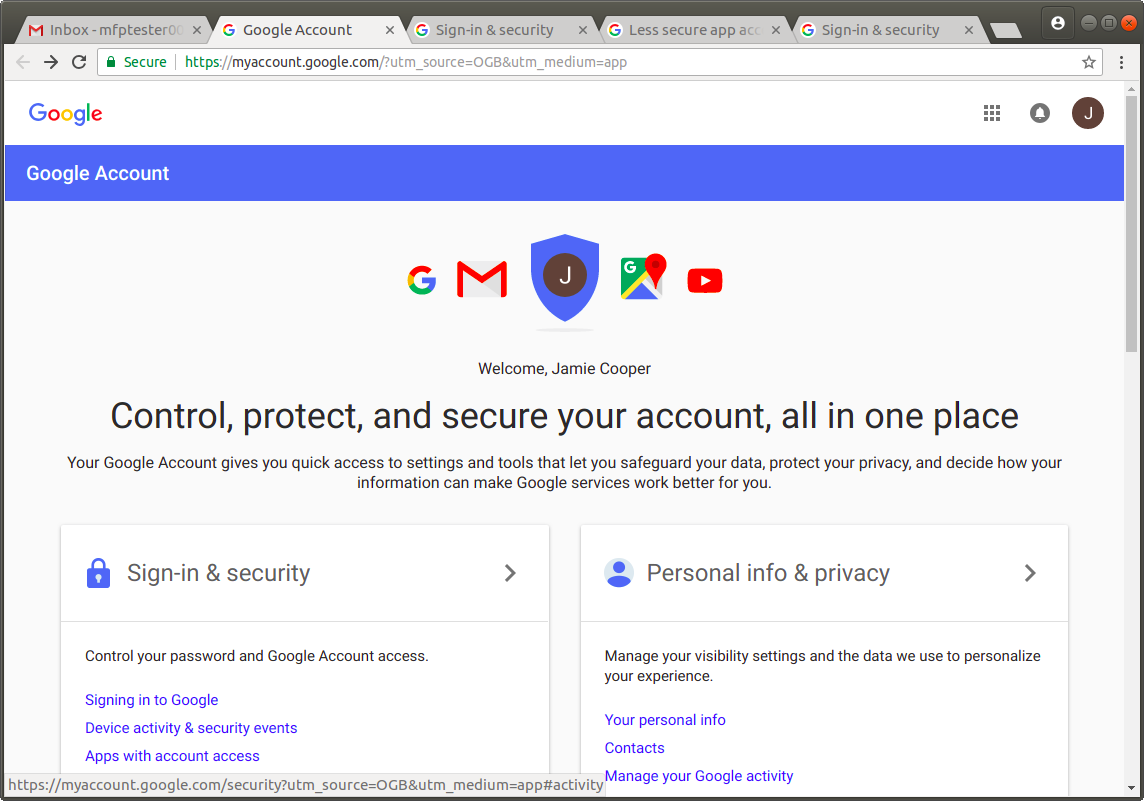 Inbox - mfptester00
Google Account
Sign-in & security
Less secure app acc
Sign-in & security
Secure
https://myaccount.google.com/?utm_source=OGB&utm_medium=app
Google
J
Google Account
G
J
G
Welcome, Jamie Cooper
Control, protect, and secure your account, all in one place
Your Google Account gives you quick access to settings and tools that let you safeguard your data, protect your privacy, and decide how your
information can make Google services work better for you.
Sign-in & security
Control your password and Google Account access.
Signing in to Google
Device activity & security events
Apps with account access
Personal info & privacy
Manage your visibility settings and the data we use to personalize
your experience.
Your personal info
Contacts
Manage your Google activity
https://myaccount.google.com/security?utm_source=OGB&utm_medium=app#activity